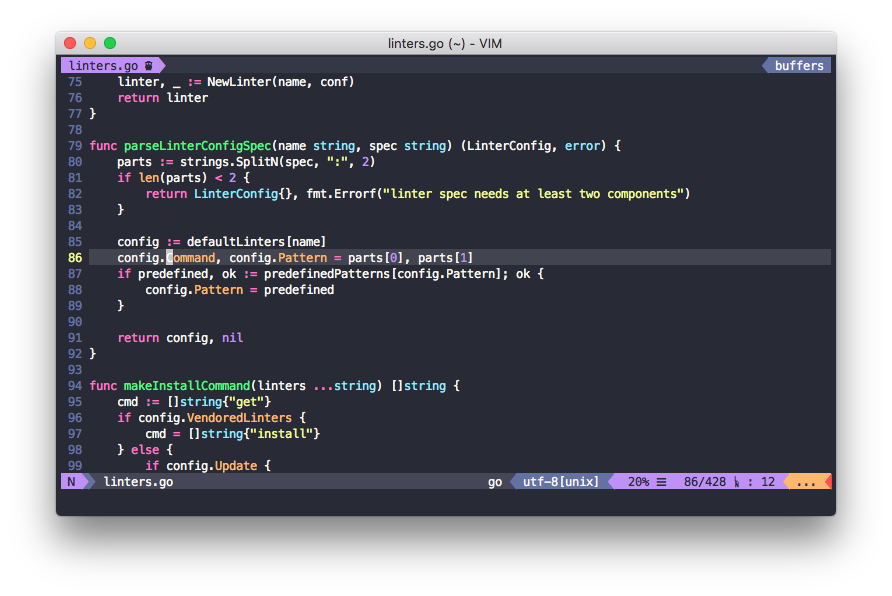 linters.go (~) - VIM
linters.go buffers
75 linter, _ := NewLinter(name, conf)
76 return linter
77 }
78
79 func parseLinterConfigSpec(name string, spec string) (LinterConfig, error) {
80 parts := strings.SplitN(spec, ":", 2)
81 if len(parts) < 2 {
82 return LinterConfig{}, fmt.Errorf("linter spec needs at least two components")
83 }
84
85 config := defaultLinters[name]
86 config.Command, config.Pattern = parts[0], parts[1]
87 if predefined, ok := predefinedPatterns[config.Pattern]; ok {
88 config.Pattern = predefined
89 }
90
91 return config, nil
92 }
93
94 func makeInstallCommand(linters ...string) []string {
95 cmd := []string{"get"}
96 if config.VendoredLinters {
97 cmd = []string{"install"}
98 } else {
99 if config.Update {
N linters.go go utf-8[unix] 20% ☰ 86/428 ㏑ : 12 ...